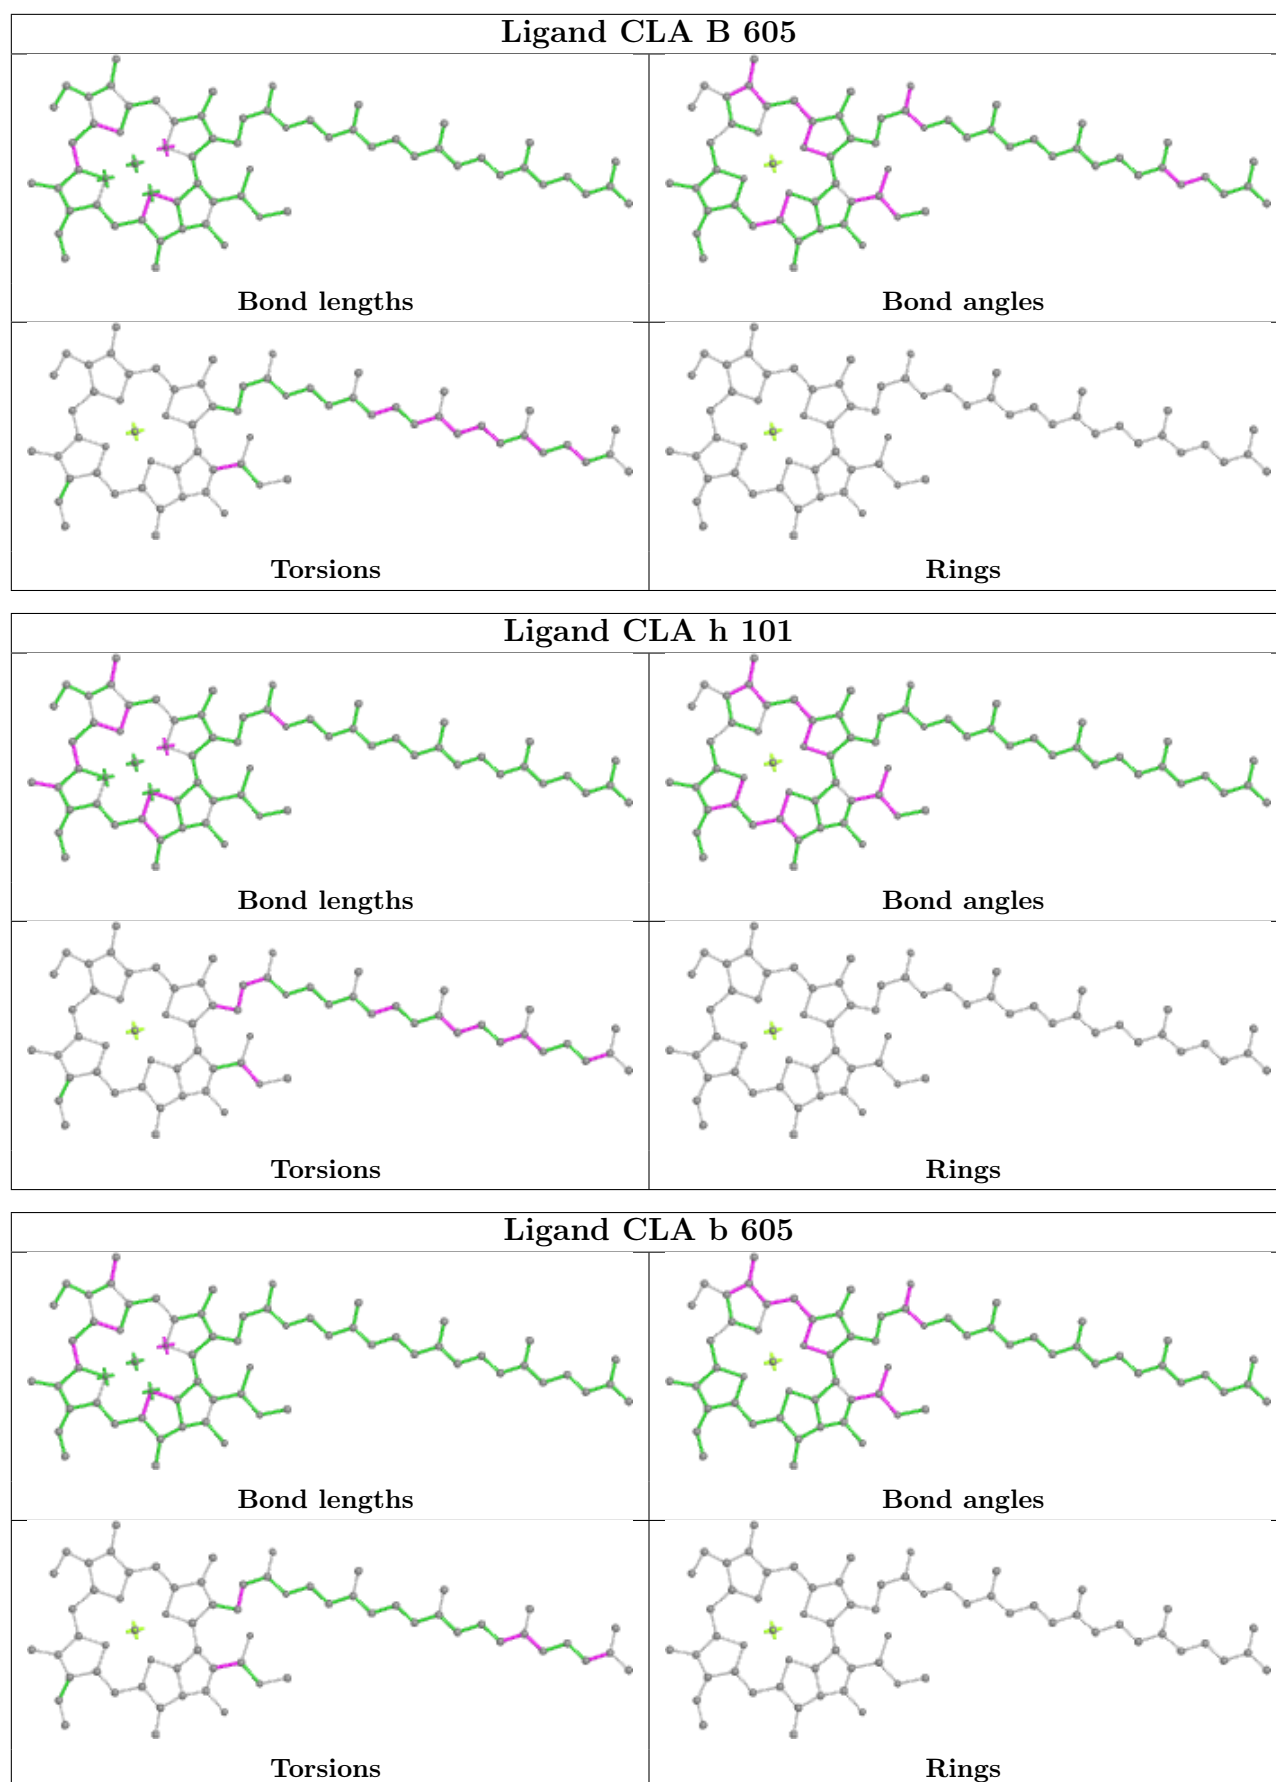 Ligand CLA B 605
Bond lengths
Bond angles
Torsions
Rings
Ligand CLA h 101
Bond lengths
Bond angles
Torsions
Rings
Ligand CLA b 605
Bond lengths
Bond angles
Torsions
Rings